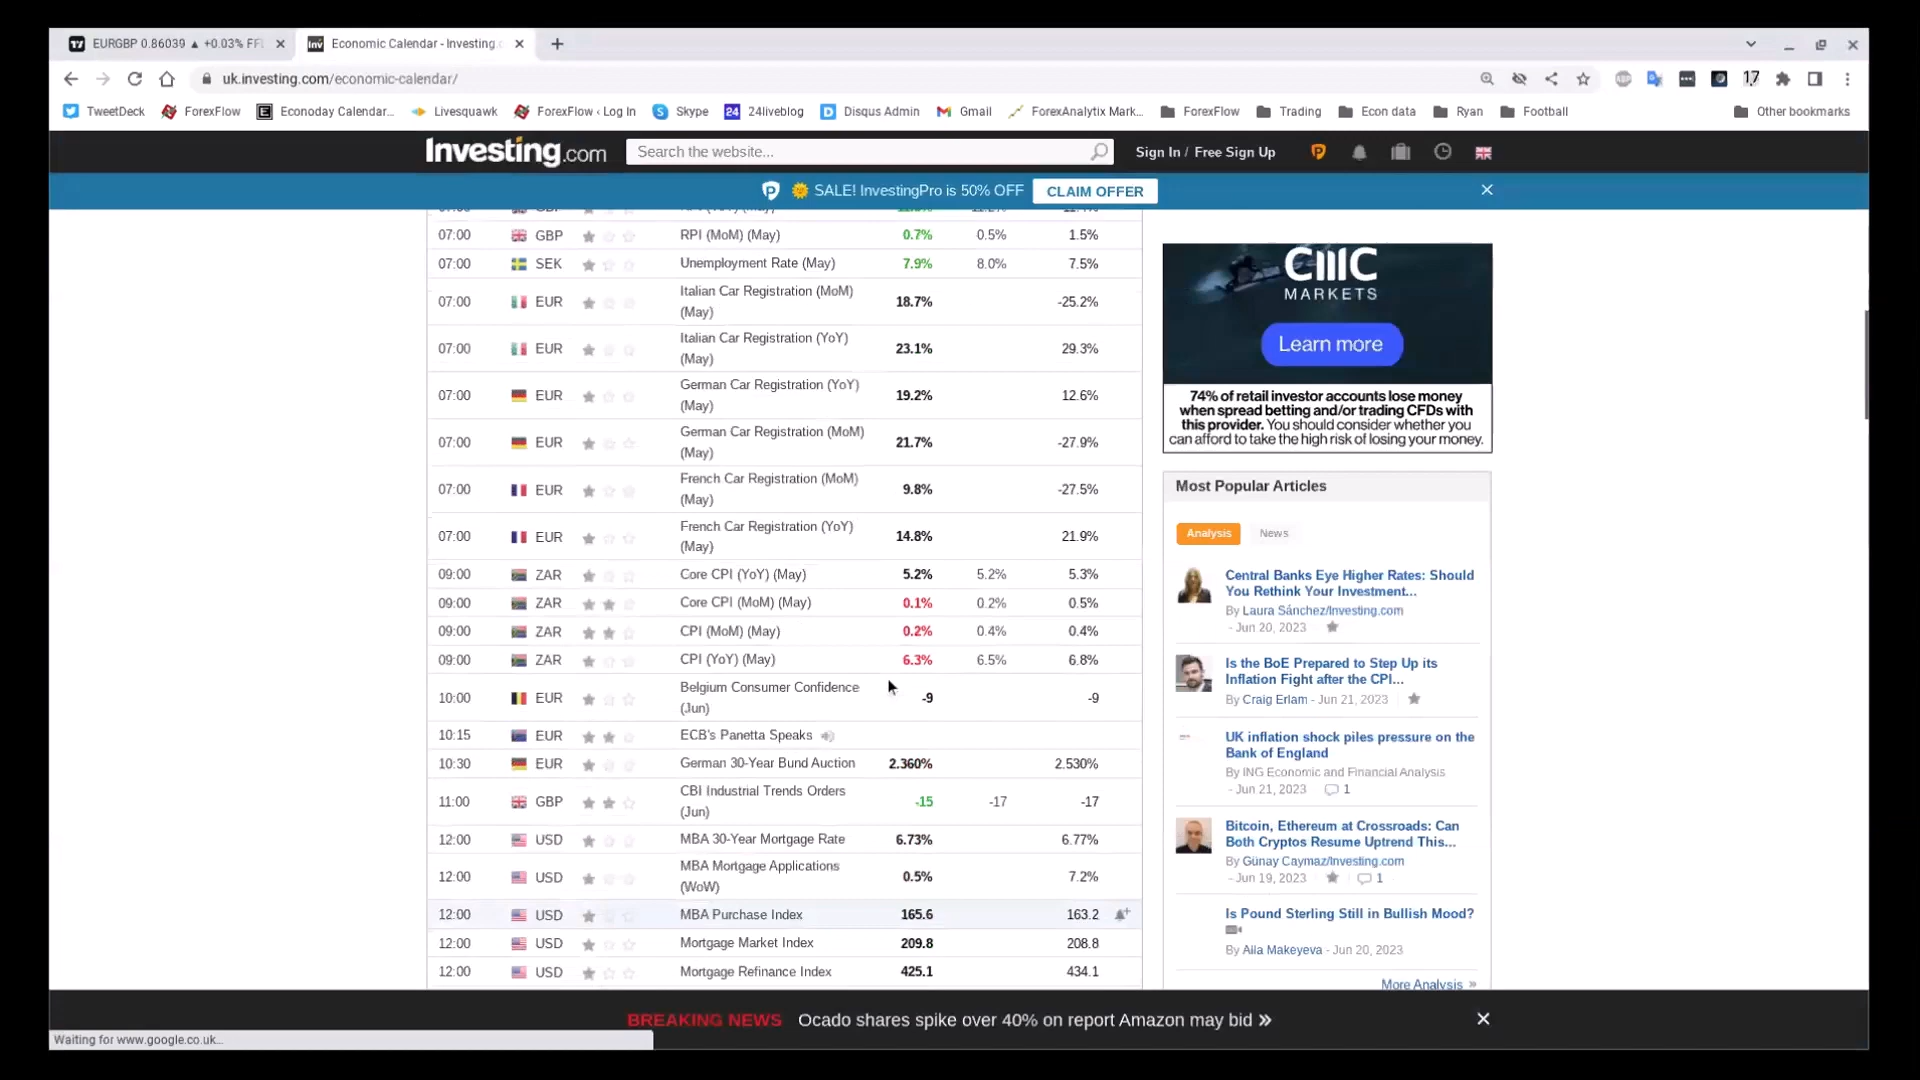 EURGBP 0.86039 ▲ +0.03% FF
Economic Calendar - Investing.
uk.investing.com/economic-calendar/
TweetDeck ForexFlow Econoday Calendar... Livesquawk ForexFlow ‹ Log In Skype 24liveblog Disqus Admin Gmail ForexAnalytix Mark... ForexFlow Trading Econ data Ryan Football Other bookmarks
Investing.com Search the website... Sign In / Free Sign Up
SALE! InvestingPro is 50% OFF CLAIM OFFER
07:00 GBP RPI (MoM) (May) 0.7% 0.5% 1.5%
07:00 SEK Unemployment Rate (May) 7.9% 8.0% 7.5%
07:00 EUR Italian Car Registration (MoM) (May) 18.7% -25.2%
07:00 EUR Italian Car Registration (YoY) (May) 23.1% 29.3%
07:00 EUR German Car Registration (YoY) (May) 19.2% 12.6%
07:00 EUR German Car Registration (MoM) (May) 21.7% -27.9%
07:00 EUR French Car Registration (MoM) (May) 9.8% -27.5%
07:00 EUR French Car Registration (YoY) (May) 14.8% 21.9%
09:00 ZAR Core CPI (YoY) (May) 5.2% 5.2% 5.3%
09:00 ZAR Core CPI (MoM) (May) 0.1% 0.2% 0.5%
09:00 ZAR CPI (MoM) (May) 0.2% 0.4% 0.4%
09:00 ZAR CPI (YoY) (May) 6.3% 6.5% 6.8%
10:00 EUR Belgium Consumer Confidence (Jun) -9 -9
10:15 EUR ECB's Panetta Speaks
10:30 EUR German 30-Year Bund Auction 2.360% 2.530%
11:00 GBP CBI Industrial Trends Orders (Jun) -15 -17 -17
12:00 USD MBA 30-Year Mortgage Rate 6.73% 6.77%
12:00 USD MBA Mortgage Applications (WoW) 0.5% 7.2%
12:00 USD MBA Purchase Index 165.6 163.2
12:00 USD Mortgage Market Index 209.8 208.8
12:00 USD Mortgage Refinance Index 425.1 434.1
CMC
MARKETS
Learn more
74% of retail investor accounts lose money
when spread betting and/or trading CFDs with
this provider. You should consider whether you
can afford to take the high risk of losing your money.
Most Popular Articles
Analysis News
Central Banks Eye Higher Rates: Should
You Rethink Your Investment...
By Laura Sánchez/Investing.com
- Jun 20, 2023
Is the BoE Prepared to Step Up its
Inflation Fight after the CPI...
By Craig Erlam - Jun 21, 2023
UK inflation shock piles pressure on the
Bank of England
By ING Economic and Financial Analysis
- Jun 21, 2023 1
Bitcoin, Ethereum at Crossroads: Can
Both Cryptos Resume Uptrend This...
By Günay Caymaz/Investing.com
- Jun 19, 2023 1
Is Pound Sterling Still in Bullish Mood?
By Aila Makeyeva - Jun 20, 2023
More Analysis »
BREAKING NEWS Ocado shares spike over 40% on report Amazon may bid »
Waiting for www.google.co.uk...